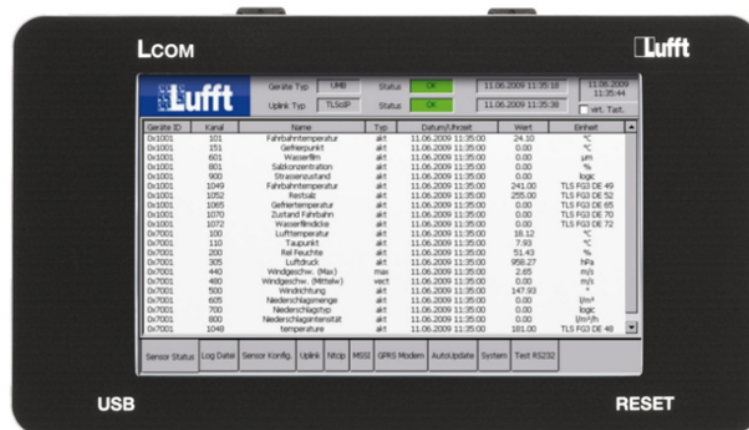 LCOM
Lufft
Lufft
Geräte Typ UMB Status OK 11.06.2009 11:35:18 11.06.2009 11:35:44
Uplink Typ TLSoIP Status OK 11.06.2009 11:35:38 virt. Tast.
Geräte ID Kanal Name Typ Datum/Uhrzeit Wert Einheit
0x1001 101 Fahrbahntemperatur akt 11.06.2009 11:35:00 24.10 °C
0x1001 151 Gefrierpunkt akt 11.06.2009 11:35:00 0.00 °C
0x1001 601 Wasserfilm akt 11.06.2009 11:35:00 0.00 µm
0x1001 801 Salzkonzentration akt 11.06.2009 11:35:00 0.00 %
0x1001 900 Strassenzustand akt 11.06.2009 11:35:00 0.00 logic
0x1001 1049 Fahrbahntemperatur akt 11.06.2009 11:35:00 241.00 TLS FG3 DE 49
0x1001 1052 Restsalz akt 11.06.2009 11:35:00 255.00 TLS FG3 DE 52
0x1001 1065 Gefriertemperatur akt 11.06.2009 11:35:00 0.00 TLS FG3 DE 65
0x1001 1070 Zustand Fahrbahn akt 11.06.2009 11:35:00 0.00 TLS FG3 DE 70
0x1001 1072 Wasserfilmdicke akt 11.06.2009 11:35:00 0.00 TLS FG3 DE 72
0x7001 100 Lufttemperatur akt 11.06.2009 11:35:00 18.12 °C
0x7001 110 Taupunkt akt 11.06.2009 11:35:00 7.93 °C
0x7001 200 Rel Feuchte akt 11.06.2009 11:35:00 51.43 %
0x7001 305 Luftdruck akt 11.06.2009 11:35:00 958.27 hPa
0x7001 440 Windgeschw. (Max) max 11.06.2009 11:35:00 2.65 m/s
0x7001 480 Windgeschw. (Mittelw) vect 11.06.2009 11:35:00 0.00 m/s
0x7001 500 Windrichtung akt 11.06.2009 11:35:00 147.93 °
0x7001 605 Niederschlagsmenge akt 11.06.2009 11:35:00 0.00 l/m²
0x7001 700 Niederschlagstyp akt 11.06.2009 11:35:00 0.00 logic
0x7001 800 Niederschlagsintensität akt 11.06.2009 11:35:00 0.00 l/m²/h
0x7001 1048 temperature akt 11.06.2009 11:35:00 181.00 TLS FG3 DE 48
Sensor Status Log Datei Sensor Konfig. Uplink Ntcip MSSI GPRS Modem AutoUpdate System Test RS232
USB RESET